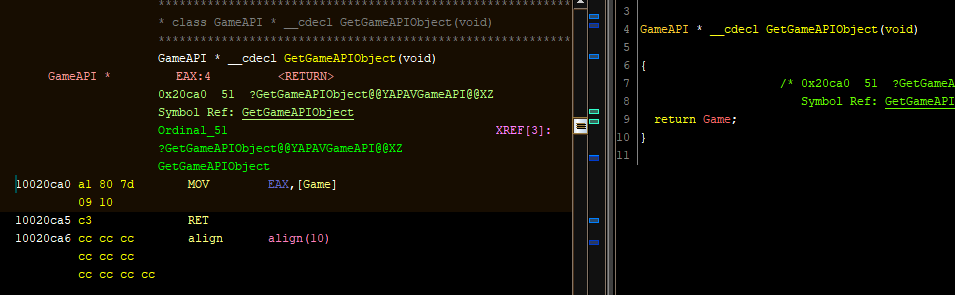 ******************************************************************
* class GameAPI * __cdecl GetGameAPIObject(void)
******************************************************************
GameAPI * __cdecl GetGameAPIObject(void)
GameAPI * EAX:4 <RETURN>
0x20ca0 51 ?GetGameAPIObject@@YAPAVGameAPI@@XZ
Symbol Ref: GetGameAPIObject
Ordinal_51 XREF[3]:
?GetGameAPIObject@@YAPAVGameAPI@@XZ
GetGameAPIObject
10020ca0 a1 80 7d MOV EAX,[Game]
09 10
10020ca5 c3 RET
10020ca6 cc cc cc align align(10)
cc cc cc
cc cc cc cc
3
4 GameAPI * __cdecl GetGameAPIObject(void)
5
6 {
7 /* 0x20ca0 51 ?GetGameA
8 Symbol Ref: GetGameAPI
9 return Game;
10 }
11